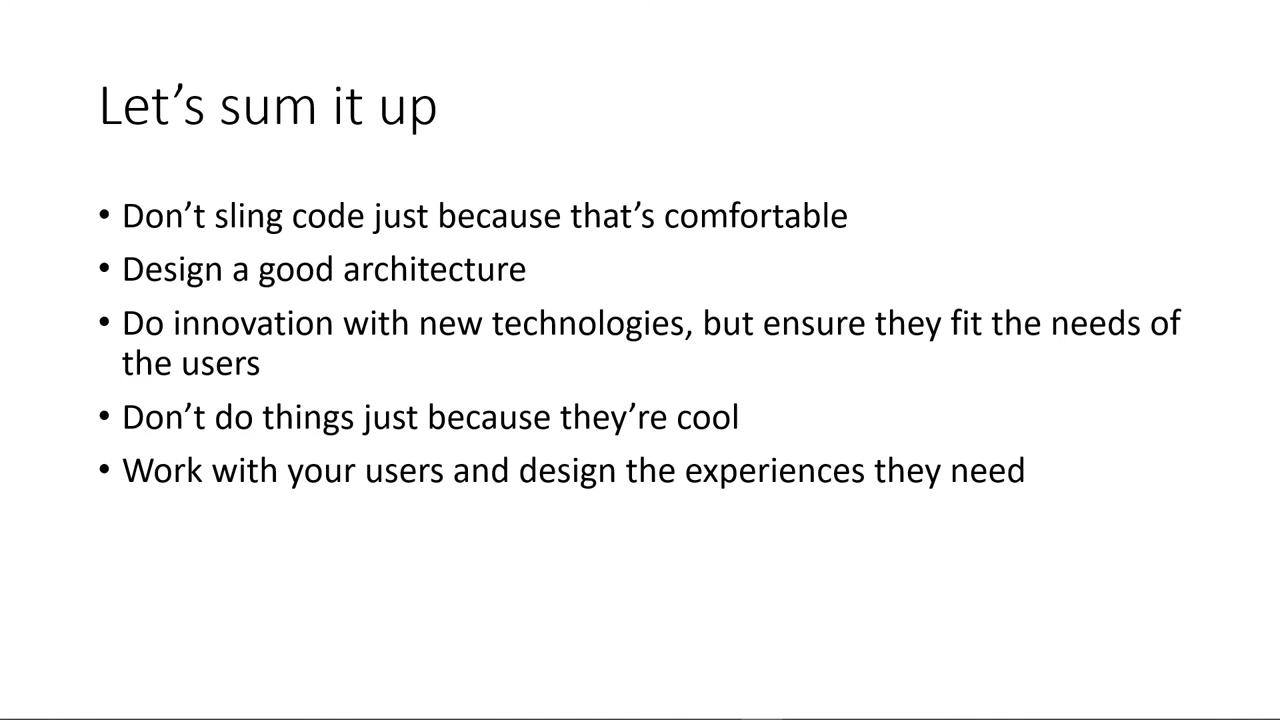 Let’s sum it up
• Don’t sling code just because that’s comfortable
• Design a good architecture
• Do innovation with new technologies, but ensure they fit the needs of
the users
• Don’t do things just because they’re cool
• Work with your users and design the experiences they need